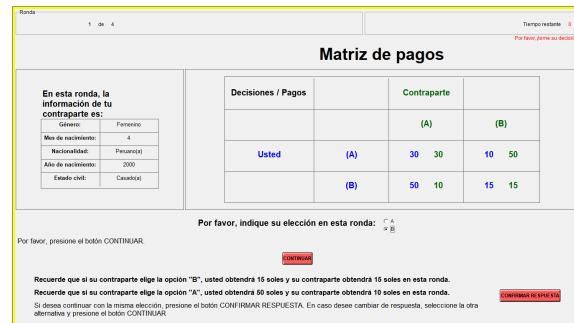 Ronda
1 de 4
Tiempo restante 0
Por favor, ¡tome su decisi
Matriz de pagos
En esta ronda, la
información de tu
contraparte es:
Género: Femenino
Mes de nacimiento: 4
Nacionalidad: Peruano(a)
Año de nacimiento: 2000
Estado civil: Casado(a)
Decisiones / Pagos Contraparte
(A) (B)
Usted (A) 30 30 10 50
(B) 50 10 15 15
Por favor, indique su elección en esta ronda: A
B
Por favor, presione el botón CONTINUAR.
CONTINUAR
Recuerde que si su contraparte elige la opción "B", usted obtendrá 15 soles y su contraparte obtendrá 15 soles en esta ronda.
Recuerde que si su contraparte elige la opción "A", usted obtendrá 50 soles y su contraparte obtendrá 10 soles en esta ronda.
CONFIRMAR RESPUESTA
Si desea continuar con la misma elección, presione el botón CONFIRMAR RESPUESTA. En caso desee cambiar de respuesta, seleccione la otra
alternativa y presione el botón CONTINUAR